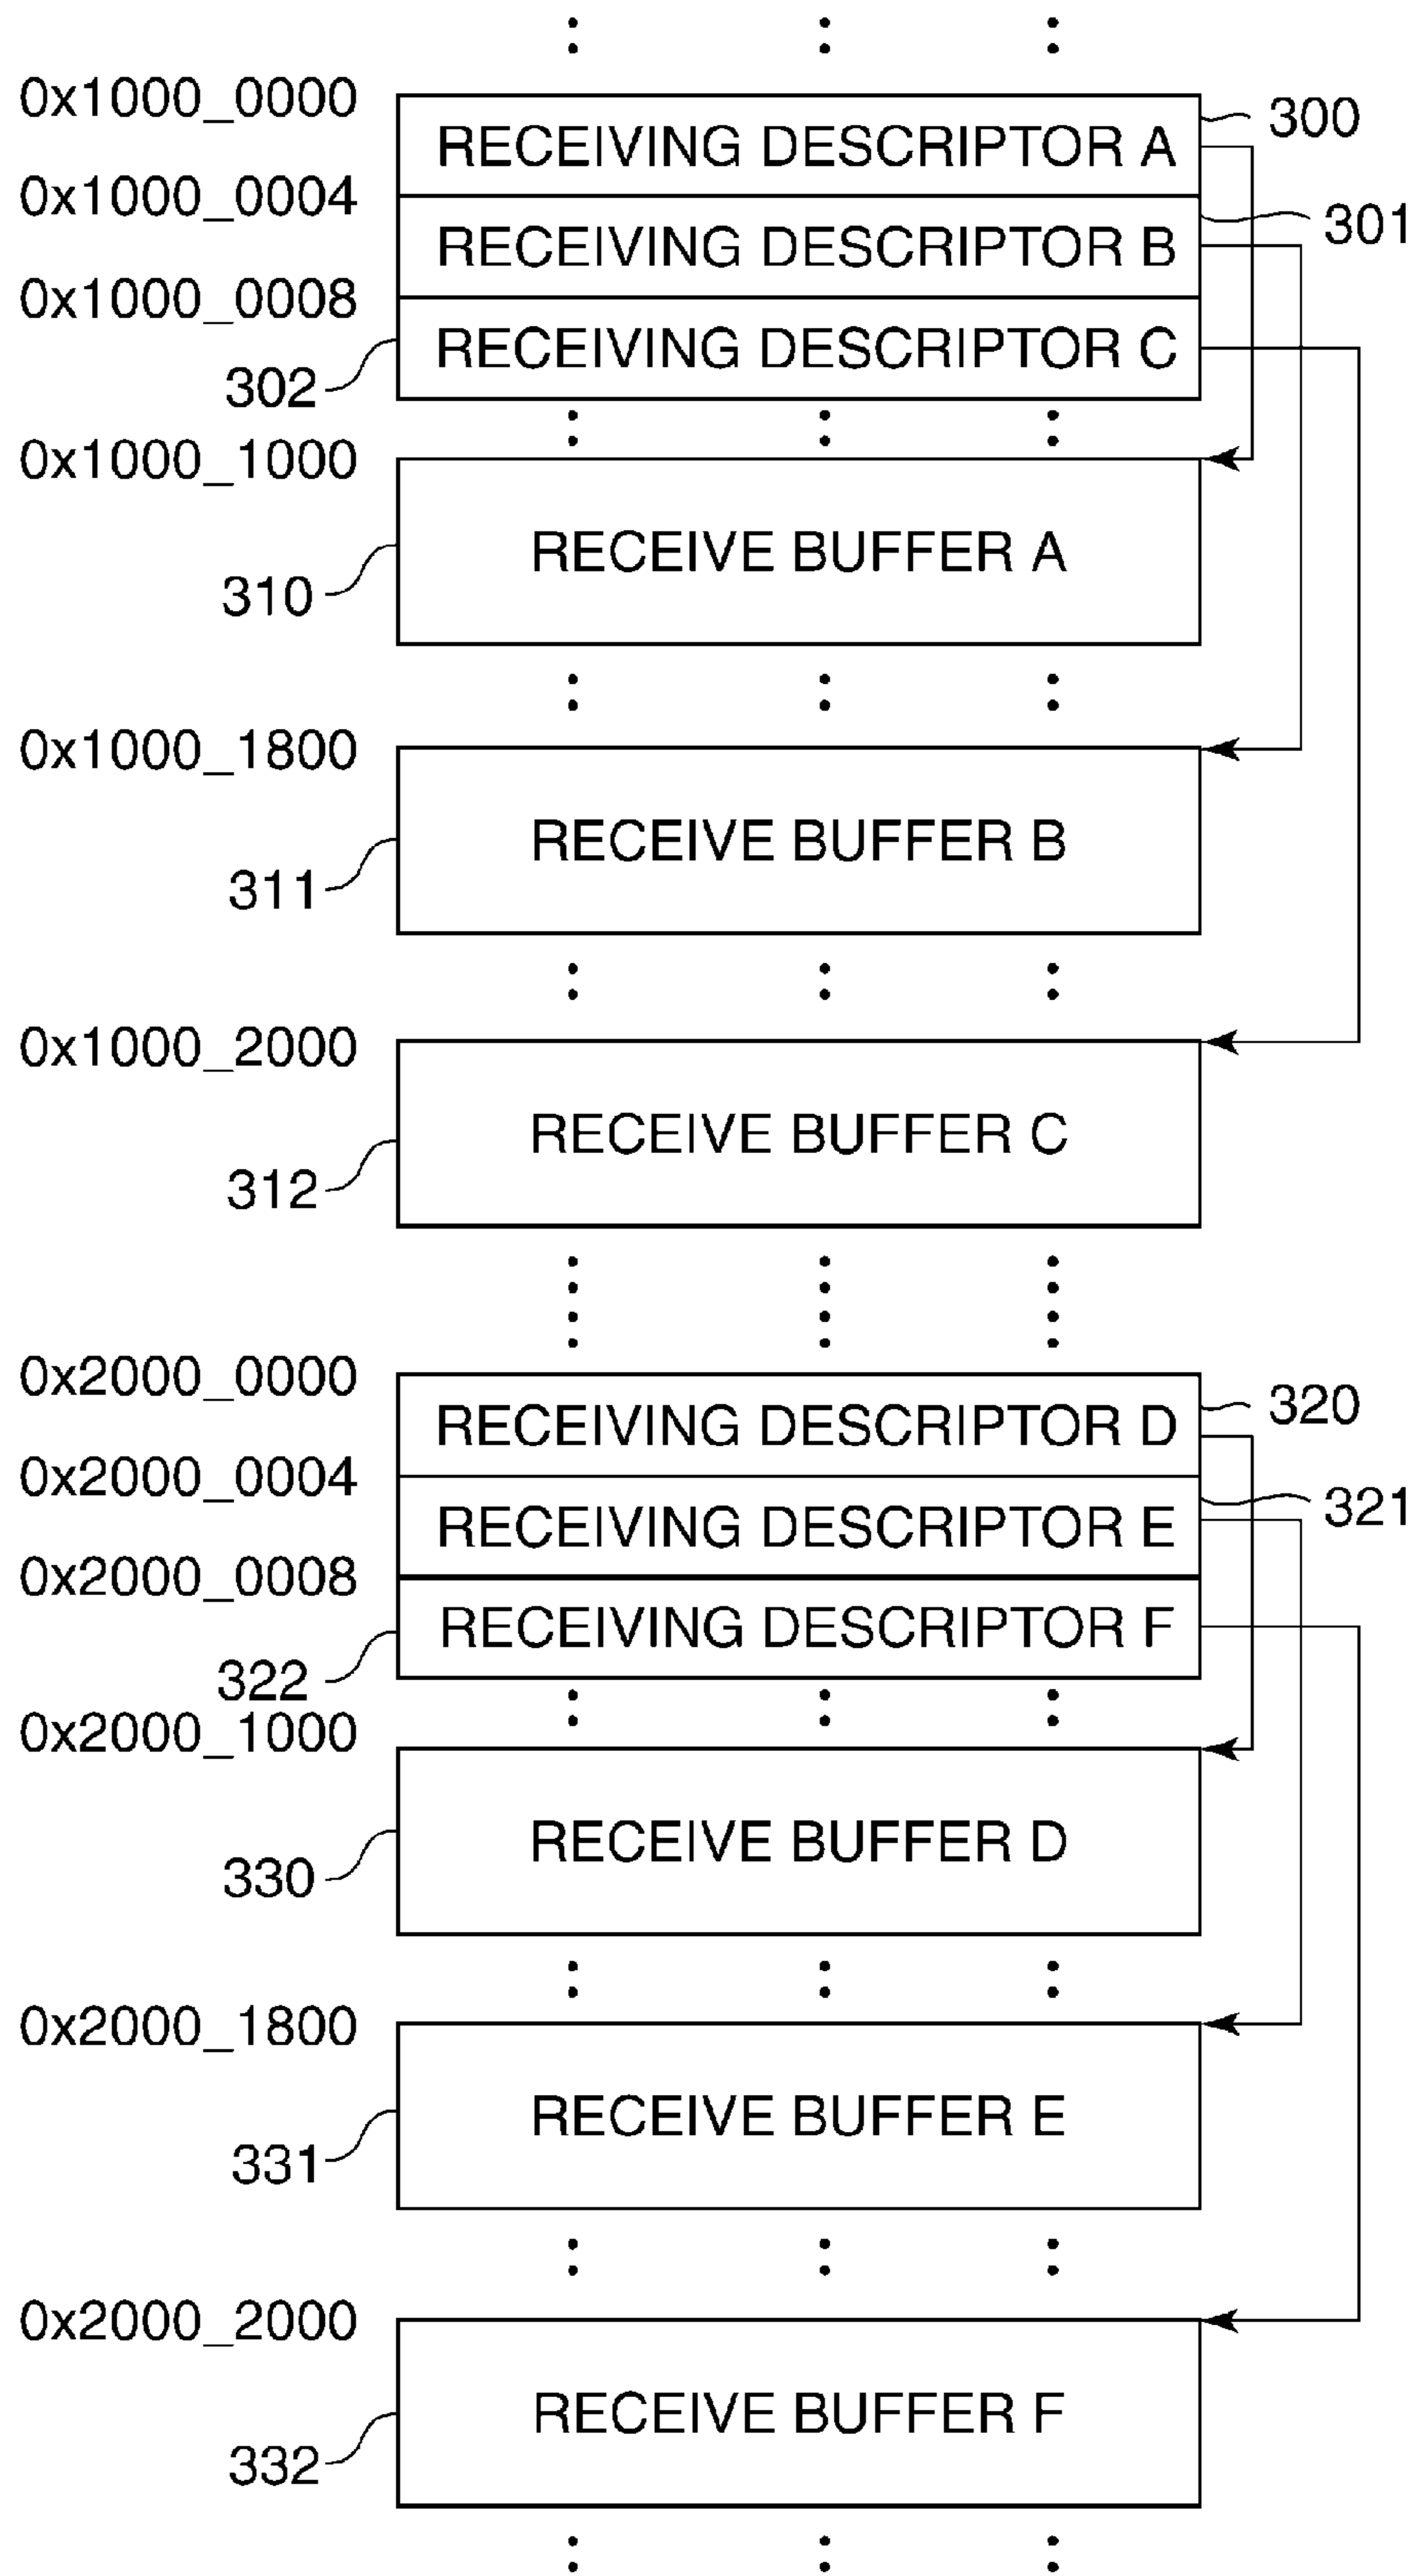 0x1000_0000
RECEIVING DESCRIPTOR A
300
0x1000_0004
RECEIVING DESCRIPTOR B
301
0x1000_0008
RECEIVING DESCRIPTOR C
302
0x1000_1000
RECEIVE BUFFER A
310
0x1000_1800
RECEIVE BUFFER B
311
0x1000_2000
RECEIVE BUFFER C
312
0x2000_0000
RECEIVING DESCRIPTOR D
320
0x2000_0004
RECEIVING DESCRIPTOR E
321
0x2000_0008
RECEIVING DESCRIPTOR F
322
0x2000_1000
RECEIVE BUFFER D
330
0x2000_1800
RECEIVE BUFFER E
331
0x2000_2000
RECEIVE BUFFER F
332